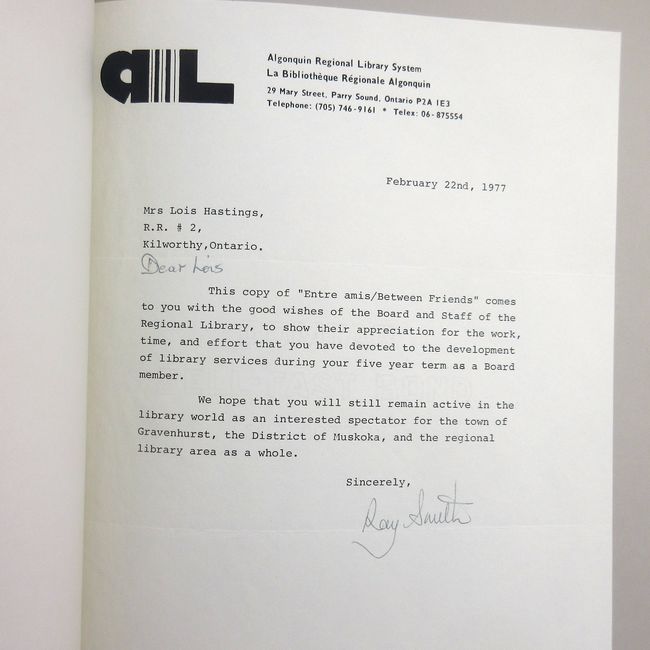 aL
Algonquin Regional Library System
La Bibliothèque Régionale Algonquin
29 Mary Street, Parry Sound, Ontario P2A 1E3
Telephone: (705) 746-9161 * Telex: 06-875554
February 22nd, 1977
Mrs Lois Hastings,
R.R. # 2,
Kilworthy,Ontario.
Dear Lois
This copy of "Entre amis/Between Friends" comes
to you with the good wishes of the Board and Staff of the
Regional Library, to show their appreciation for the work,
time, and effort that you have devoted to the development
of library services during your five year term as a Board
member.
We hope that you will still remain active in the
library world as an interested spectator for the town of
Gravenhurst, the District of Muskoka, and the regional
library area as a whole.
Sincerely,
Ray Smith